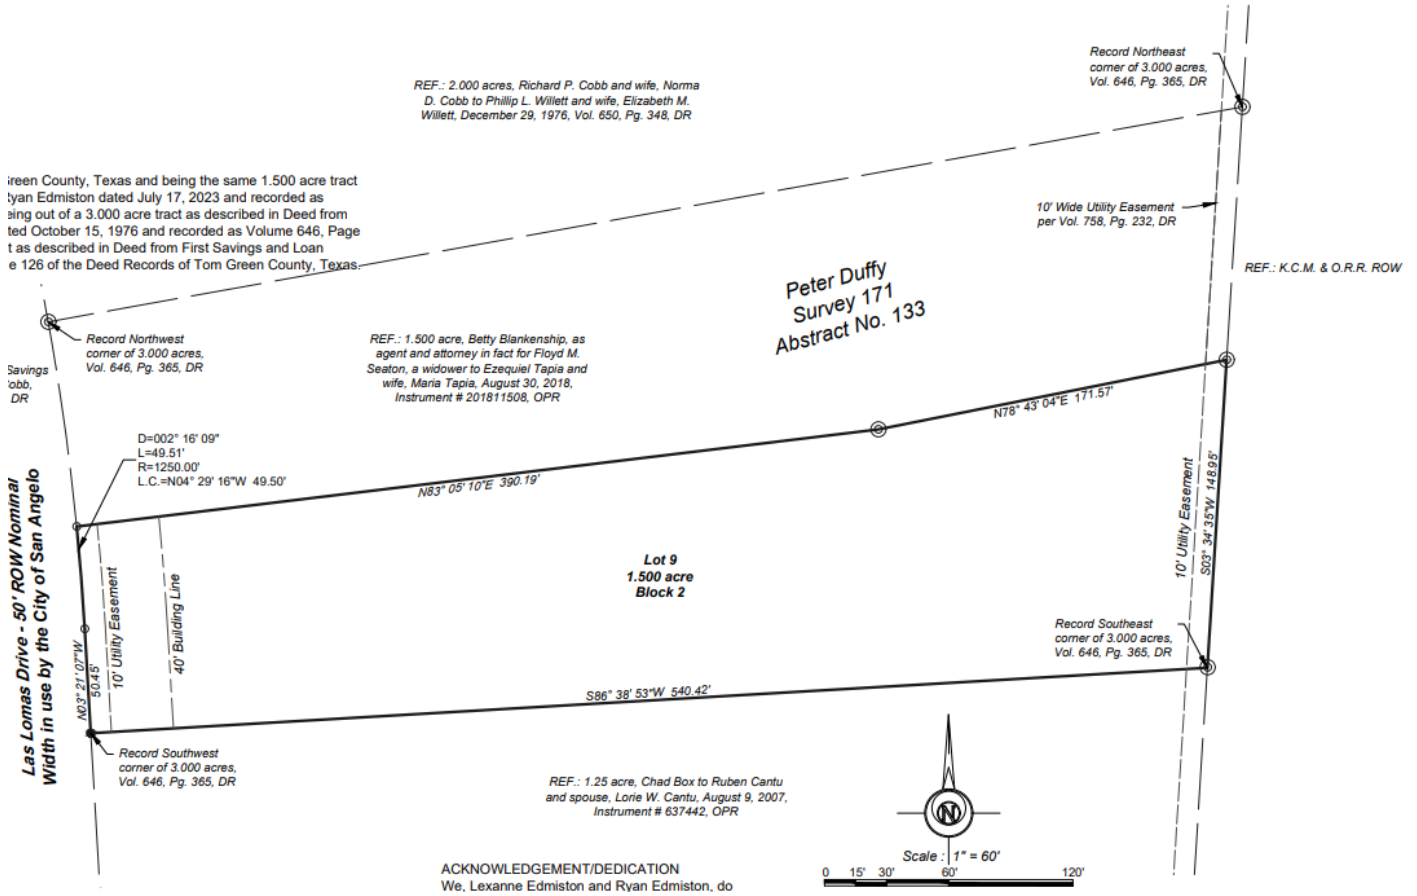 Record Northeast
corner of 3.000 acres,
Vol. 646, Pg. 365, DR
REF.: 2.000 acres, Richard P. Cobb and wife, Norma
D. Cobb to Phillip L. Willett and wife, Elizabeth M.
Willett, December 29, 1976, Vol. 650, Pg. 348, DR
Green County, Texas and being the same 1.500 acre tract
Ryan Edmiston dated July 17, 2023 and recorded as
eing out of a 3.000 acre tract as described in Deed from
ted October 15, 1976 and recorded as Volume 646, Page
t as described in Deed from First Savings and Loan
e 126 of the Deed Records of Tom Green County, Texas.
10' Wide Utility Easement
per Vol. 758, Pg. 232, DR
REF.: K.C.M. & O.R.R. ROW
Peter Duffy
Survey 171
Abstract No. 133
Record Northwest
corner of 3.000 acres,
Vol. 646, Pg. 365, DR
Savings
obb,
DR
REF.: 1.500 acre, Betty Blankenship, as
agent and attorney in fact for Floyd M.
Seaton, a widower to Ezequiel Tapia and
wife, Maria Tapia, August 30, 2018,
Instrument # 201811508, OPR
N78° 43' 04"E 171.57'
D=002° 16' 09"
L=49.51'
R=1250.00'
L.C.=N04° 29' 16"W 49.50'
N83° 05' 10"E 390.19'
Las Lomas Drive - 50' ROW Nominal
Width in use by the City of San Angelo
10' Utility Easement
S03° 34' 35"W 148.95'
Lot 9
1.500 acre
Block 2
N03° 21' 07"W
50.45'
10' Utility Easement
40' Building Line
Record Southeast
corner of 3.000 acres,
Vol. 646, Pg. 365, DR
S86° 38' 53"W 540.42'
Record Southwest
corner of 3.000 acres,
Vol. 646, Pg. 365, DR
REF.: 1.25 acre, Chad Box to Ruben Cantu
and spouse, Lorie W. Cantu, August 9, 2007,
Instrument # 637442, OPR
N
Scale : 1" = 60'
0 15' 30' 60' 120'
ACKNOWLEDGEMENT/DEDICATION
We, Lexanne Edmiston and Ryan Edmiston, do